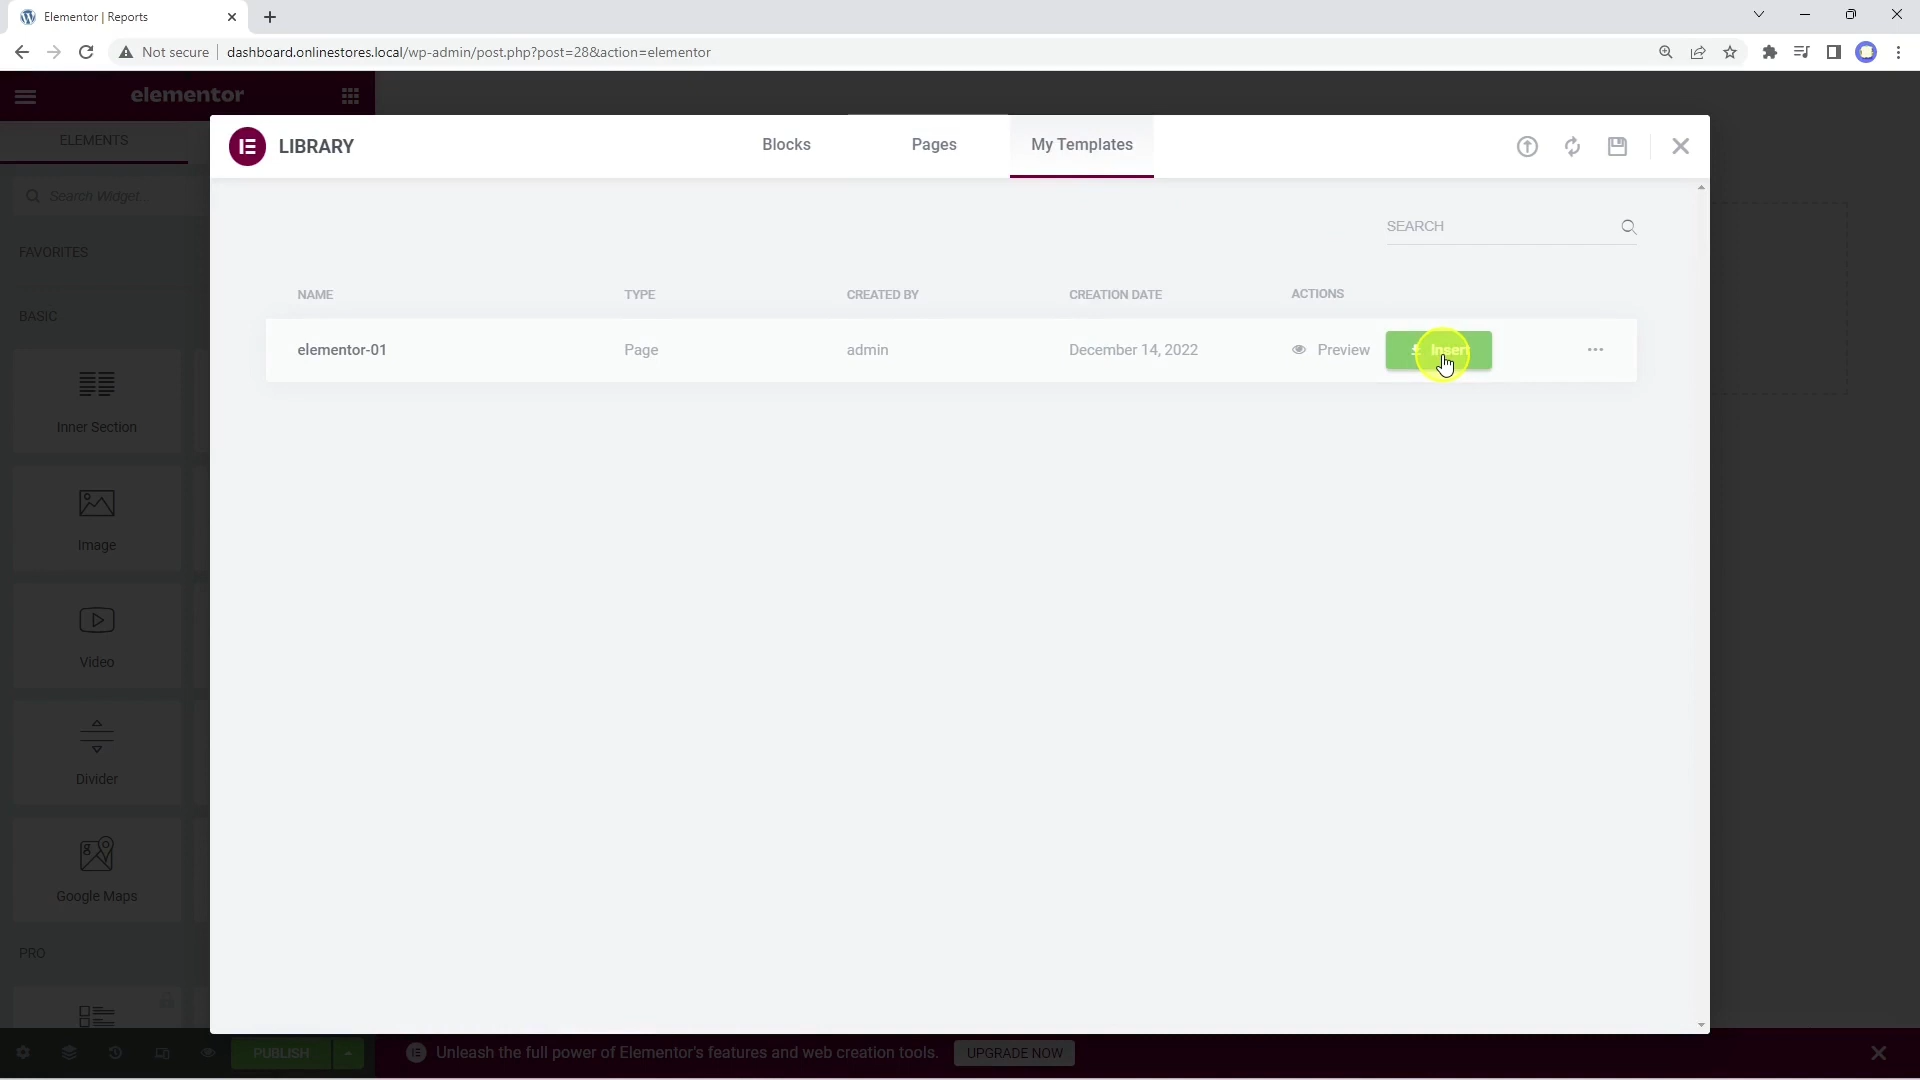 Elementor | Reports
Not secure
dashboard.onlinestores.local/wp-admin/post.php?post=28&action=elementor
elementor
ELEMENTS
LIBRARY
Blocks
Pages
My Templates
Search Widget...
SEARCH
FAVORITES
NAME
TYPE
CREATED BY
CREATION DATE
ACTIONS
BASIC
elementor-01
Page
admin
December 14, 2022
Preview
Insert
Inner Section
Image
Video
Divider
Google Maps
PRO
PUBLISH
Unleash the full power of Elementor's features and web creation tools.
UPGRADE NOW